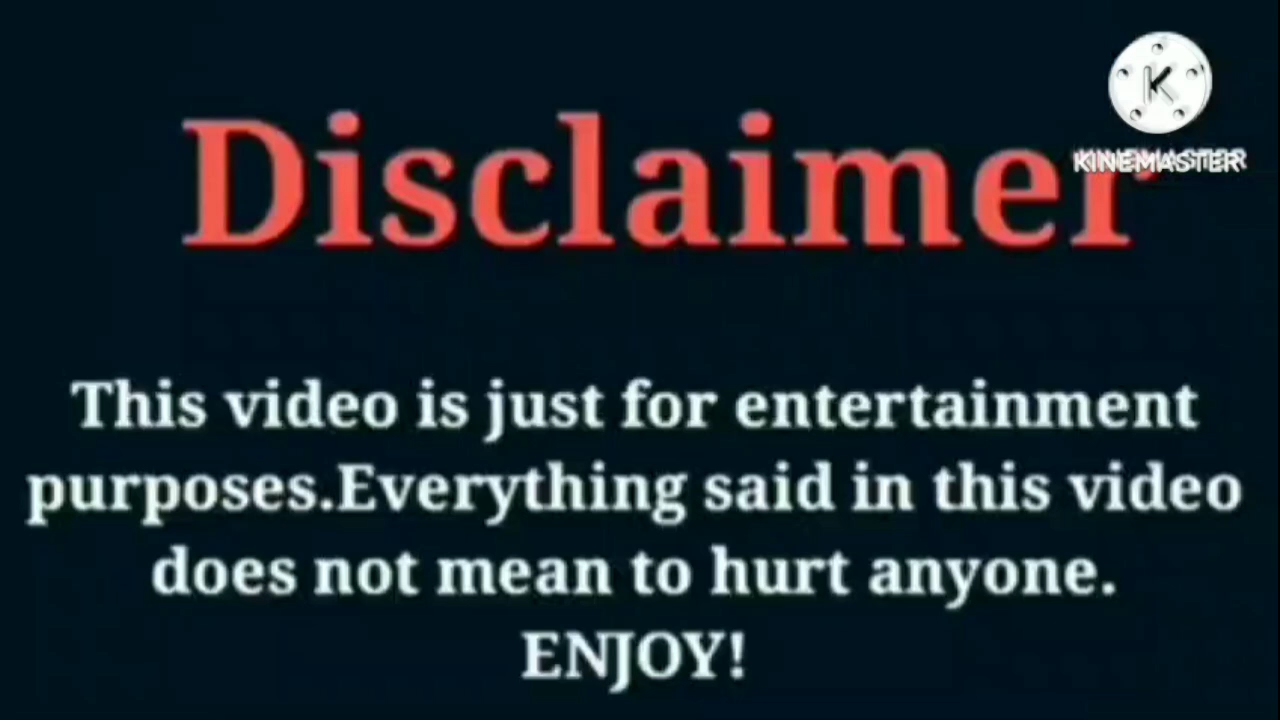 K
KINEMASTER
Disclaimer
This video is just for entertainment
purposes.Everything said in this video
does not mean to hurt anyone.
ENJOY!